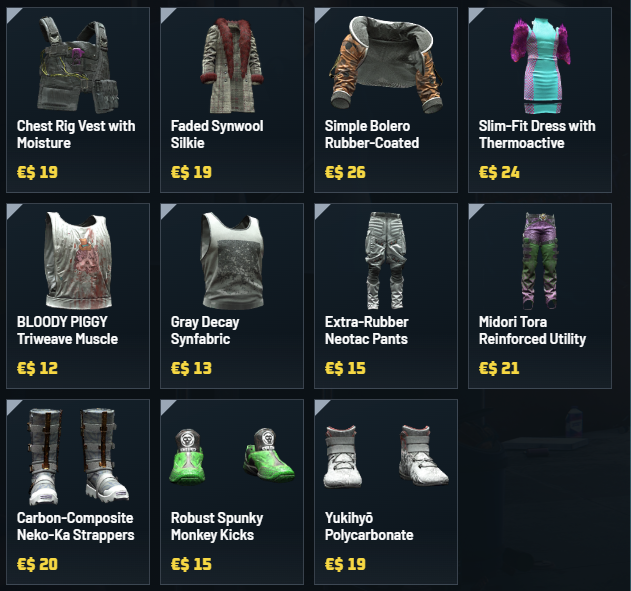 Chest Rig Vest with
Moisture
€$ 19
Faded Synwool
Silkie
€$ 19
Simple Bolero
Rubber-Coated
€$ 26
Slim-Fit Dress with
Thermoactive
€$ 24
BLOODY PIGGY
Triweave Muscle
€$ 12
Gray Decay
Synfabric
€$ 13
Extra-Rubber
Neotac Pants
€$ 15
Midori Tora
Reinforced Utility
€$ 21
Carbon-Composite
Neko-Ka Strappers
€$ 20
Robust Spunky
Monkey Kicks
€$ 15
Yukihyō
Polycarbonate
€$ 19